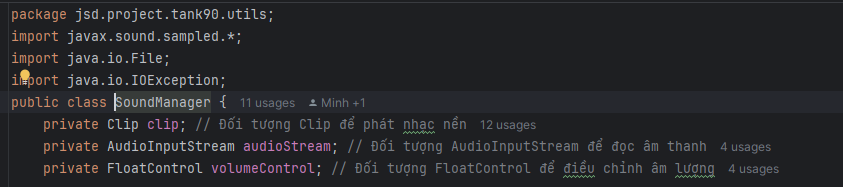 package jsd.project.tank90.utils;
import javax.sound.sampled.*;
import java.io.File;
import java.io.IOException;
public class SoundManager { 11 usages Minh +1
private Clip clip; // Đối tượng Clip để phát nhạc nền 12 usages
private AudioInputStream audioStream; // Đối tượng AudioInputStream để đọc âm thanh 4 usages
private FloatControl volumeControl; // Đối tượng FloatControl để điều chỉnh âm lượng 4 usages